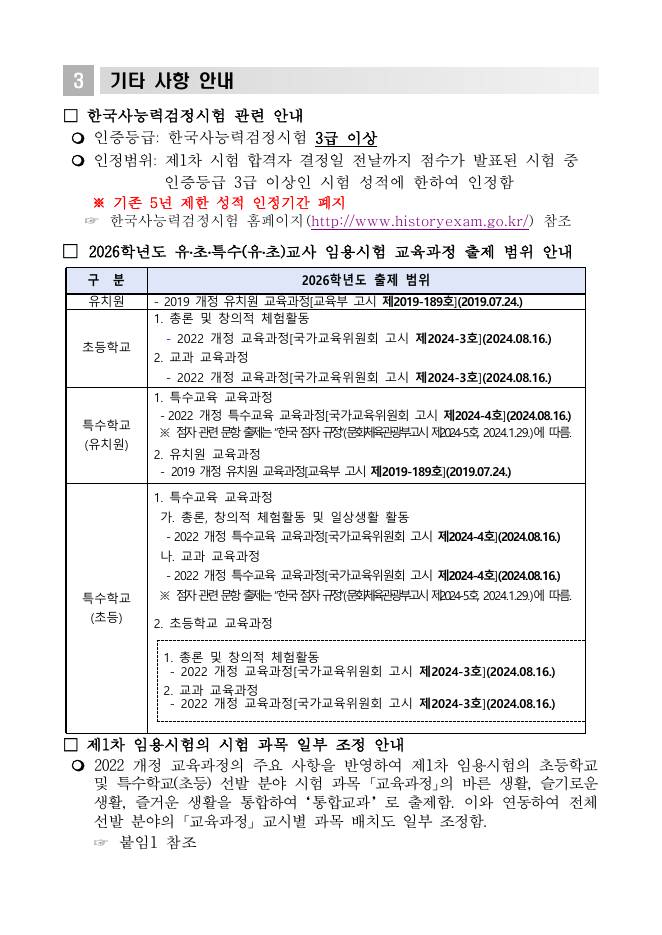 3 기타 사항 안내
□ 한국사능력검정시험 관련 안내
❍ 인증등급: 한국사능력검정시험 3급 이상
❍ 인정범위: 제1차 시험 합격자 결정일 전날까지 점수가 발표된 시험 중
인증등급 3급 이상인 시험 성적에 한하여 인정함
※ 기존 5년 제한 성적 인정기간 폐지
☞ 한국사능력검정시험 홈페이지(http://www.historyexam.go.kr/) 참조
□ 2026학년도 유·초·특수(유·초)교사 임용시험 교육과정 출제 범위 안내
구 분 2026학년도 출제 범위
유치원 - 2019 개정 유치원 교육과정[교육부 고시 제2019-189호](2019.07.24.)
초등학교
1. 총론 및 창의적 체험활동
- 2022 개정 교육과정[국가교육위원회 고시 제2024-3호](2024.08.16.)
2. 교과 교육과정
- 2022 개정 교육과정[국가교육위원회 고시 제2024-3호](2024.08.16.)
특수학교
(유치원)
1. 특수교육 교육과정
- 2022 개정 특수교육 교육과정[국가교육위원회 고시 제2024-4호](2024.08.16.)
※ 점자 관련 문항 출제는 “한국 점자 규정”(문화체육관광부고시 제2024-5호, 2024.1.29.)에 따름.
2. 유치원 교육과정
- 2019 개정 유치원 교육과정[교육부 고시 제2019-189호](2019.07.24.)
특수학교
(초등)
1. 특수교육 교육과정
가. 총론, 창의적 체험활동 및 일상생활 활동
- 2022 개정 특수교육 교육과정[국가교육위원회 고시 제2024-4호](2024.08.16.)
나. 교과 교육과정
- 2022 개정 특수교육 교육과정[국가교육위원회 고시 제2024-4호](2024.08.16.)
※ 점자 관련 문항 출제는 “한국 점자 규정”(문화체육관광부고시 제2024-5호, 2024.1.29.)에 따름.
2. 초등학교 교육과정
1. 총론 및 창의적 체험활동
- 2022 개정 교육과정[국가교육위원회 고시 제2024-3호](2024.08.16.)
2. 교과 교육과정
- 2022 개정 교육과정[국가교육위원회 고시 제2024-3호](2024.08.16.)
□ 제1차 임용시험의 시험 과목 일부 조정 안내
❍ 2022 개정 교육과정의 주요 사항을 반영하여 제1차 임용시험의 초등학교
및 특수학교(초등) 선발 분야 시험 과목 「교육과정」의 바른 생활, 슬기로운
생활, 즐거운 생활을 통합하여 ‘통합교과’ 로 출제함. 이와 연동하여 전체
선발 분야의 「교육과정」 교시별 과목 배치도 일부 조정함.
☞ 붙임1 참조